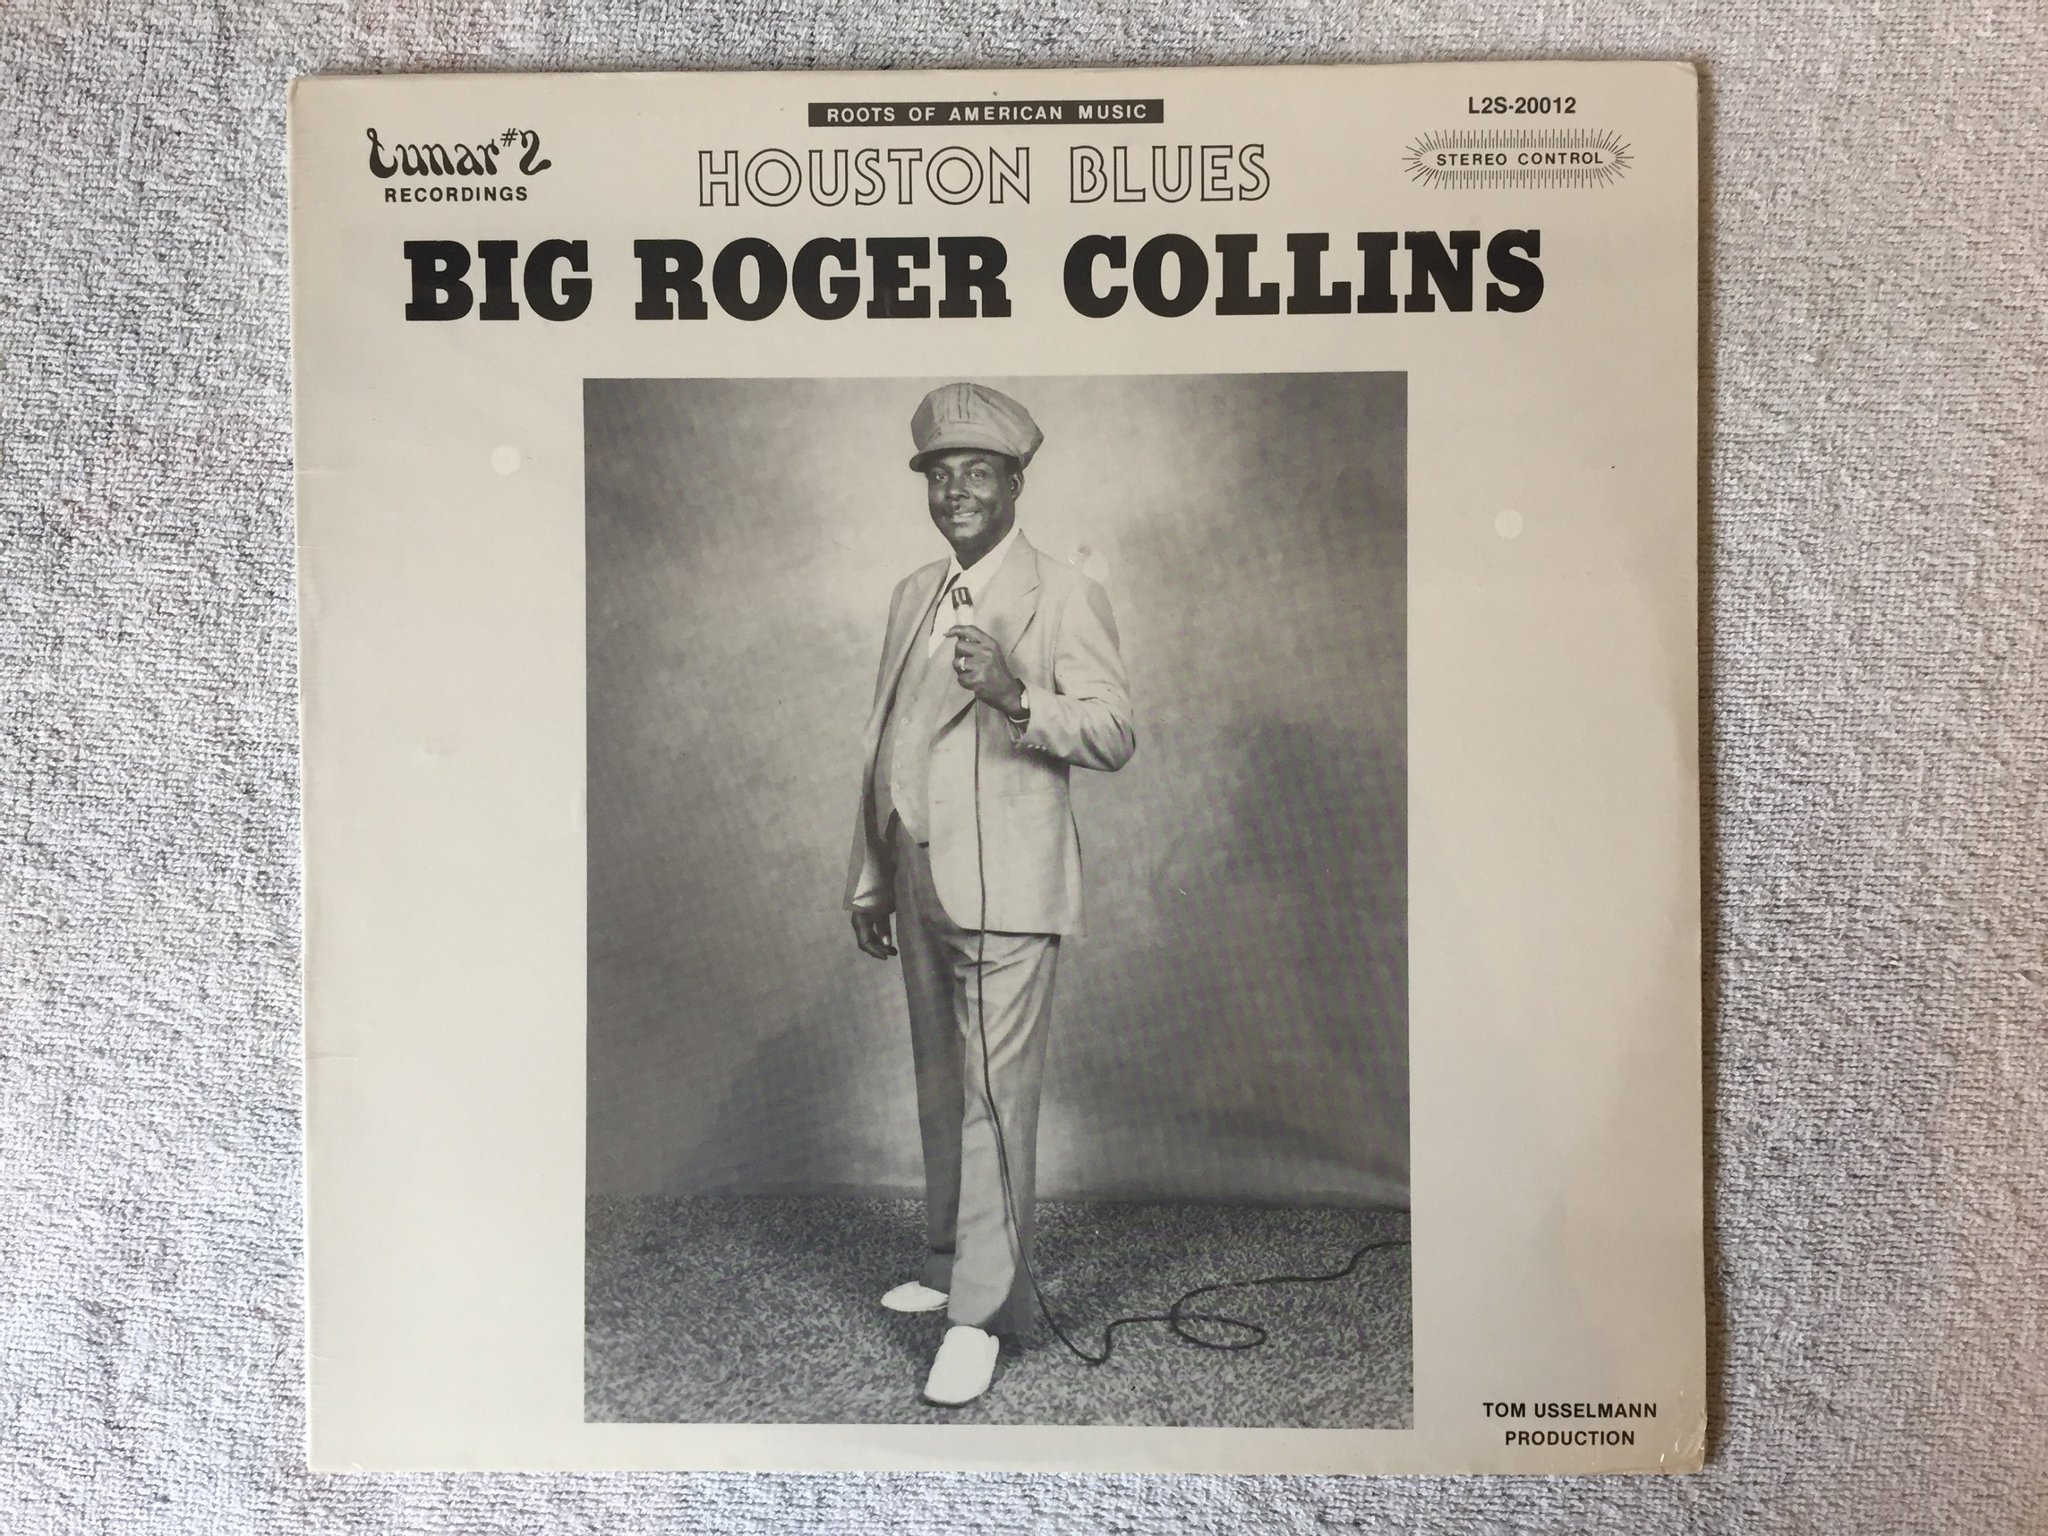 ROOTS OF AMERICAN MUSIC
L2S-20012
Lunar #2
RECORDINGS
HOUSTON BLUES
STEREO CONTROL
BIG ROGER COLLINS
TOM USSELMANN
PRODUCTION